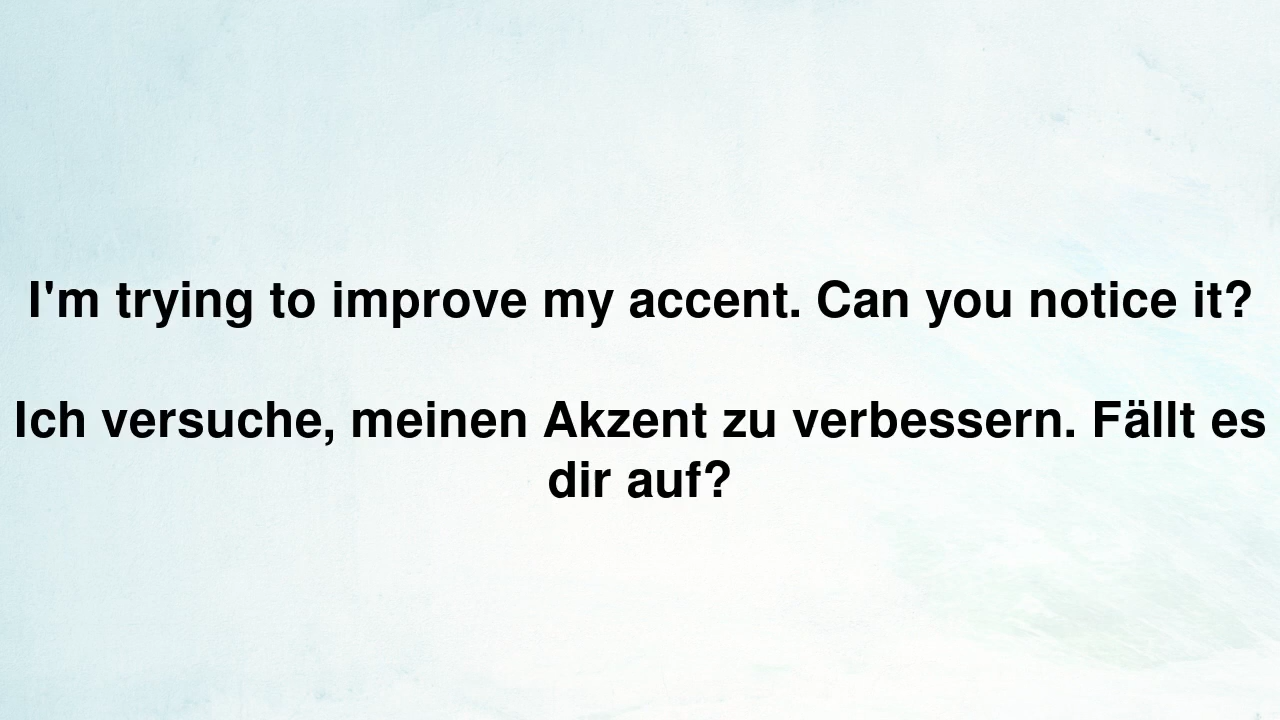 I'm trying to improve my accent. Can you notice it?
Ich versuche, meinen Akzent zu verbessern. Fällt es
dir auf?